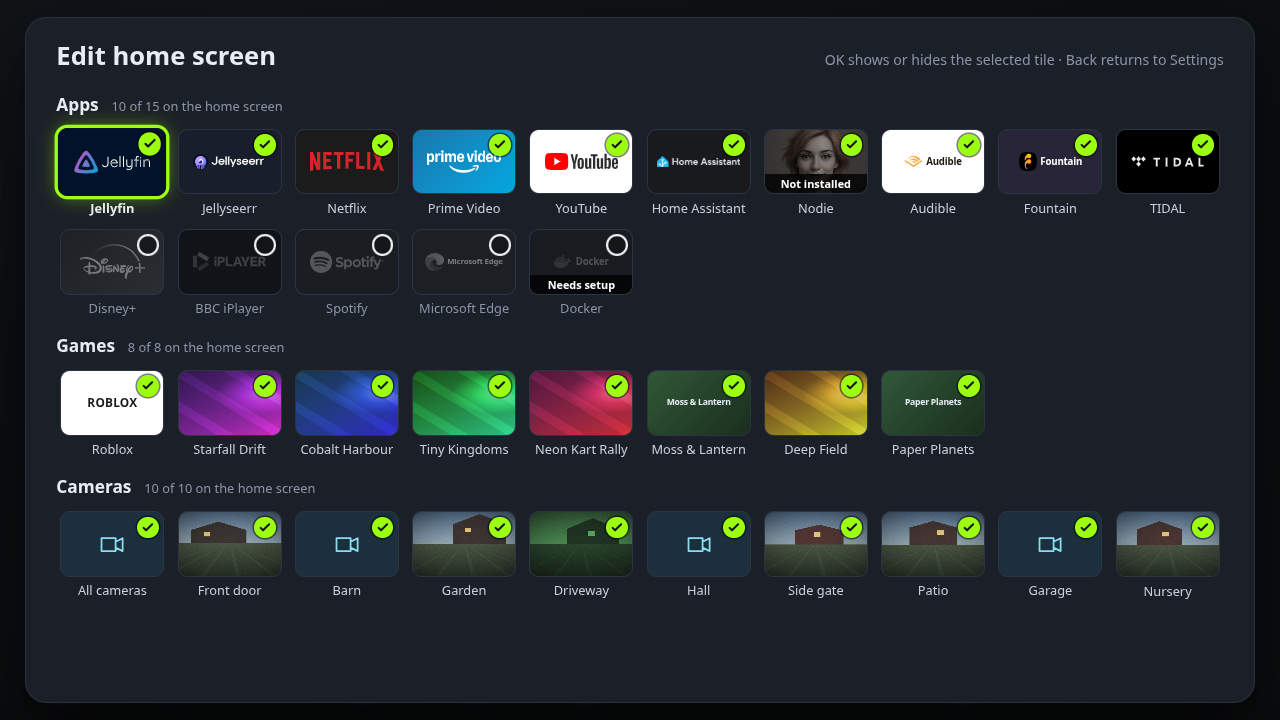 Edit home screen
OK shows or hides the selected tile · Back returns to Settings
Apps 10 of 15 on the home screen
Jellyfin Jellyseerr NETFLIX prime video YouTube Home Assistant Not installed Audible Fountain TIDAL
Jellyfin Jellyseerr Netflix Prime Video YouTube Home Assistant Nodie Audible Fountain TIDAL
Disney+ iPLAYER Spotify Microsoft Edge Docker
Needs setup
Disney+ BBC iPlayer Spotify Microsoft Edge Docker
Games 8 of 8 on the home screen
ROBLOX Moss & Lantern Paper Planets
Roblox Starfall Drift Cobalt Harbour Tiny Kingdoms Neon Kart Rally Moss & Lantern Deep Field Paper Planets
Cameras 10 of 10 on the home screen
All cameras Front door Barn Garden Driveway Hall Side gate Patio Garage Nursery